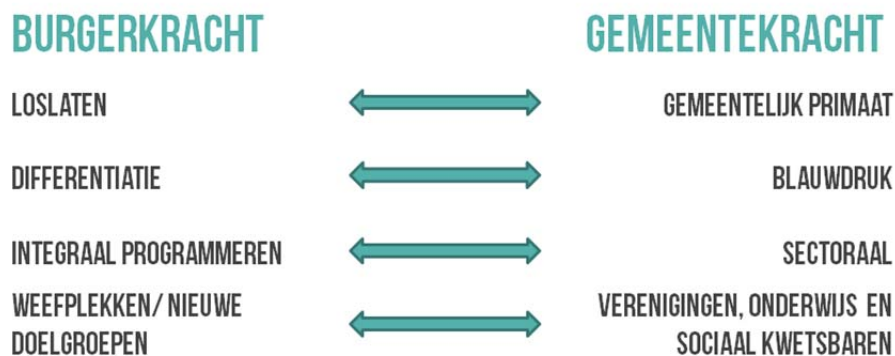 BURGERKRACHT GEMEENTEKRACHT
LOSLATEN GEMEENTELIJK PRIMAAT
DIFFERENTIATIE BLAUWDRUK
INTEGRAAL PROGRAMMEREN SECTORAAL
WEEFPLEKKEN/ NIEUWE VERENIGINGEN, ONDERWIJS EN
DOELGROEPEN SOCIAAL KWETSBAREN